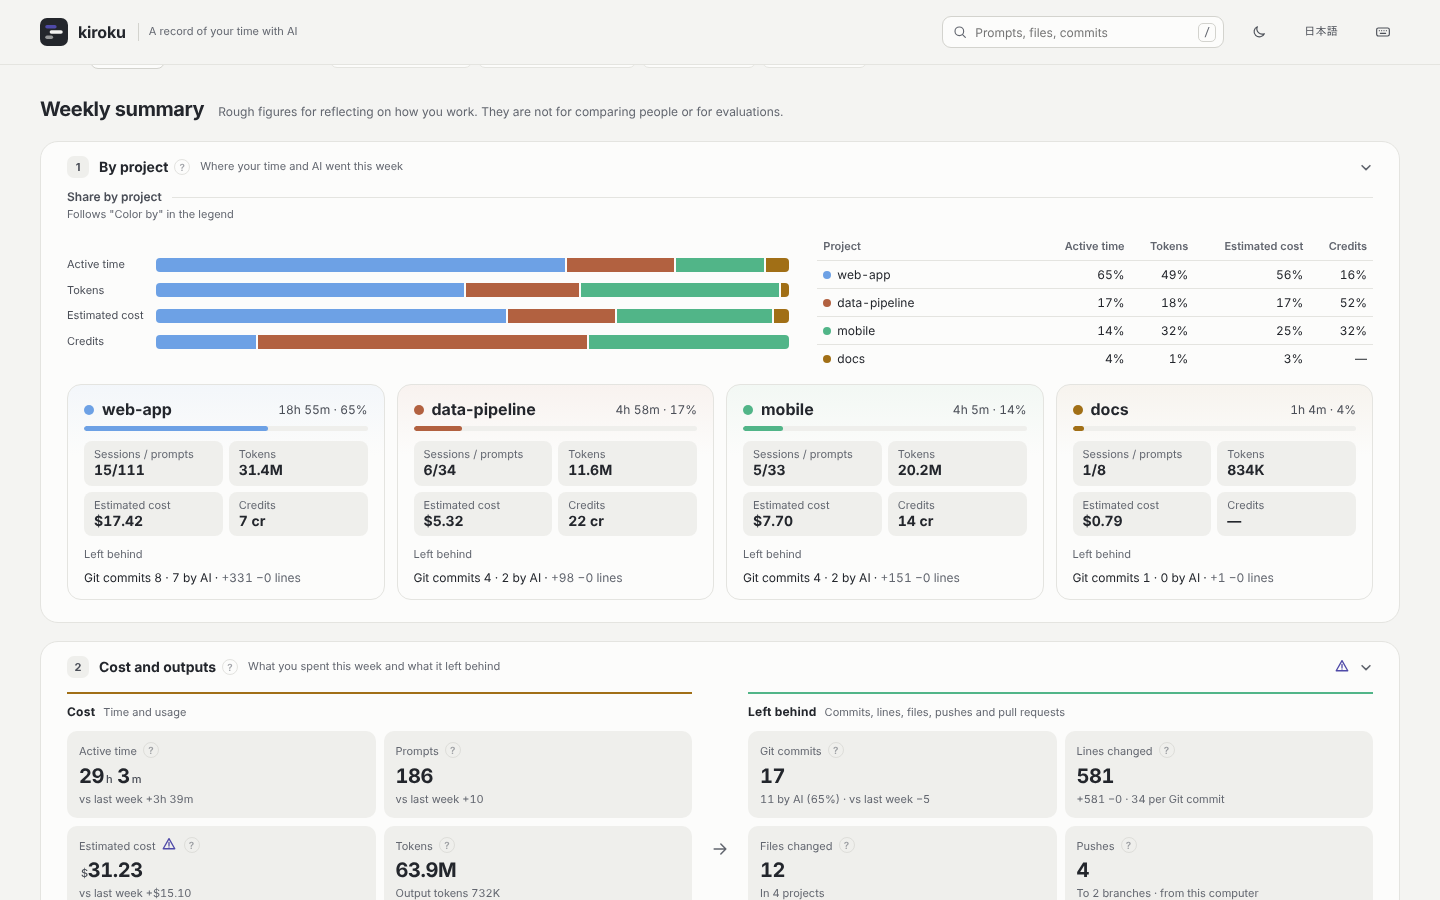 kiroku
A record of your time with AI
Prompts, files, commits
/
日本語
Weekly summary
Rough figures for reflecting on how you work. They are not for comparing people or for evaluations.
1
By project ?
Where your time and AI went this week
Share by project
Follows "Color by" in the legend
Active time
Tokens
Estimated cost
Credits
Project Active time Tokens Estimated cost Credits
web-app 65% 49% 56% 16%
data-pipeline 17% 18% 17% 52%
mobile 14% 32% 25% 32%
docs 4% 1% 3% —
web-app 18h 55m · 65%
Sessions / prompts Tokens
15/111 31.4M
Estimated cost Credits
$17.42 7 cr
Left behind
Git commits 8 · 7 by AI · +331 −0 lines
data-pipeline 4h 58m · 17%
Sessions / prompts Tokens
6/34 11.6M
Estimated cost Credits
$5.32 22 cr
Left behind
Git commits 4 · 2 by AI · +98 −0 lines
mobile 4h 5m · 14%
Sessions / prompts Tokens
5/33 20.2M
Estimated cost Credits
$7.70 14 cr
Left behind
Git commits 4 · 2 by AI · +151 −0 lines
docs 1h 4m · 4%
Sessions / prompts Tokens
1/8 834K
Estimated cost Credits
$0.79 —
Left behind
Git commits 1 · 0 by AI · +1 −0 lines
2
Cost and outputs ?
What you spent this week and what it left behind
Cost Time and usage
Active time ?
29h 3m
vs last week +3h 39m
Prompts ?
186
vs last week +10
Estimated cost ?
$31.23
vs last week +$15.10
Tokens ?
63.9M
Output tokens 732K
Left behind Commits, lines, files, pushes and pull requests
Git commits ?
17
11 by AI (65%) · vs last week −5
Lines changed ?
581
+581 −0 · 34 per Git commit
Files changed ?
12
In 4 projects
Pushes ?
4
To 2 branches · from this computer